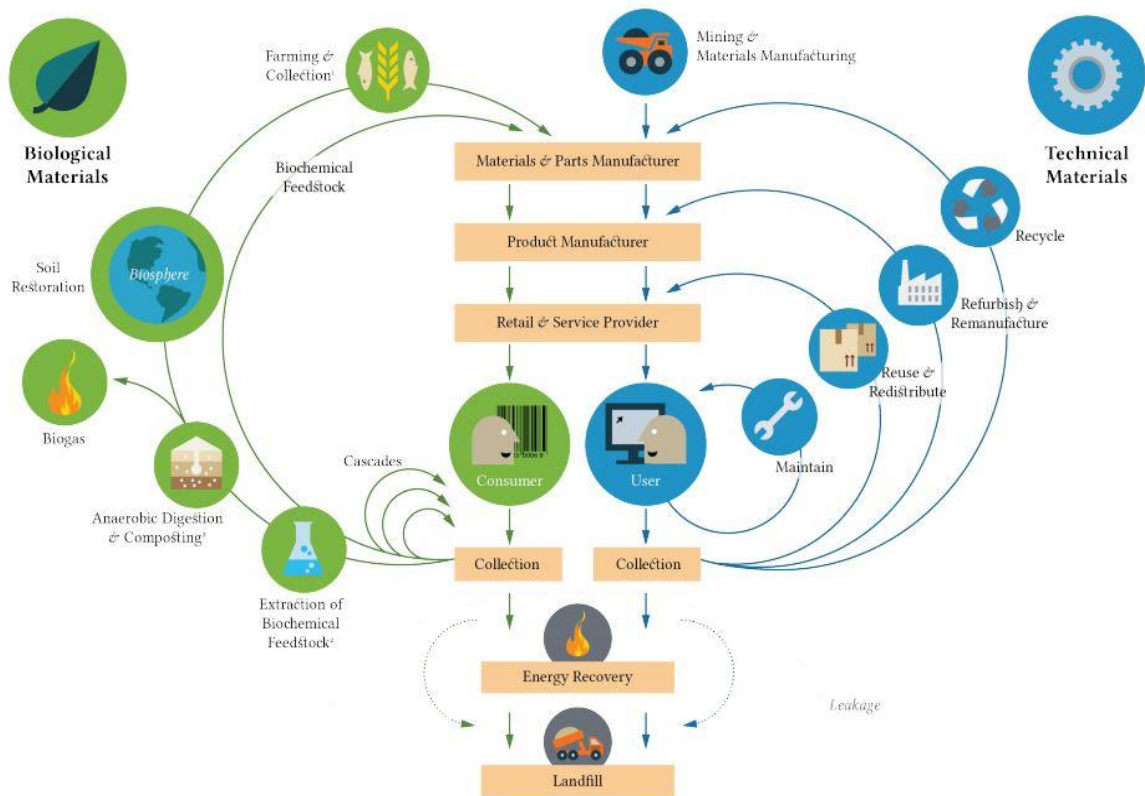 Farming &
Collection¹
Mining &
Materials Manufacturing
Biological
Materials
Technical
Materials
Biochemical
Feedstock
Materials & Parts Manufacturer
Recycle
Product Manufacturer
Soil
Restoration
Biosphere
Refurbish &
Remanufacture
Retail & Service Provider
Reuse &
Redistribute
Biogas
Cascades
Consumer
User
Maintain
Anaerobic Digestion
& Composting³
Collection
Collection
Extraction of
Biochemical
Feedstock²
Energy Recovery
Leakage
Landfill